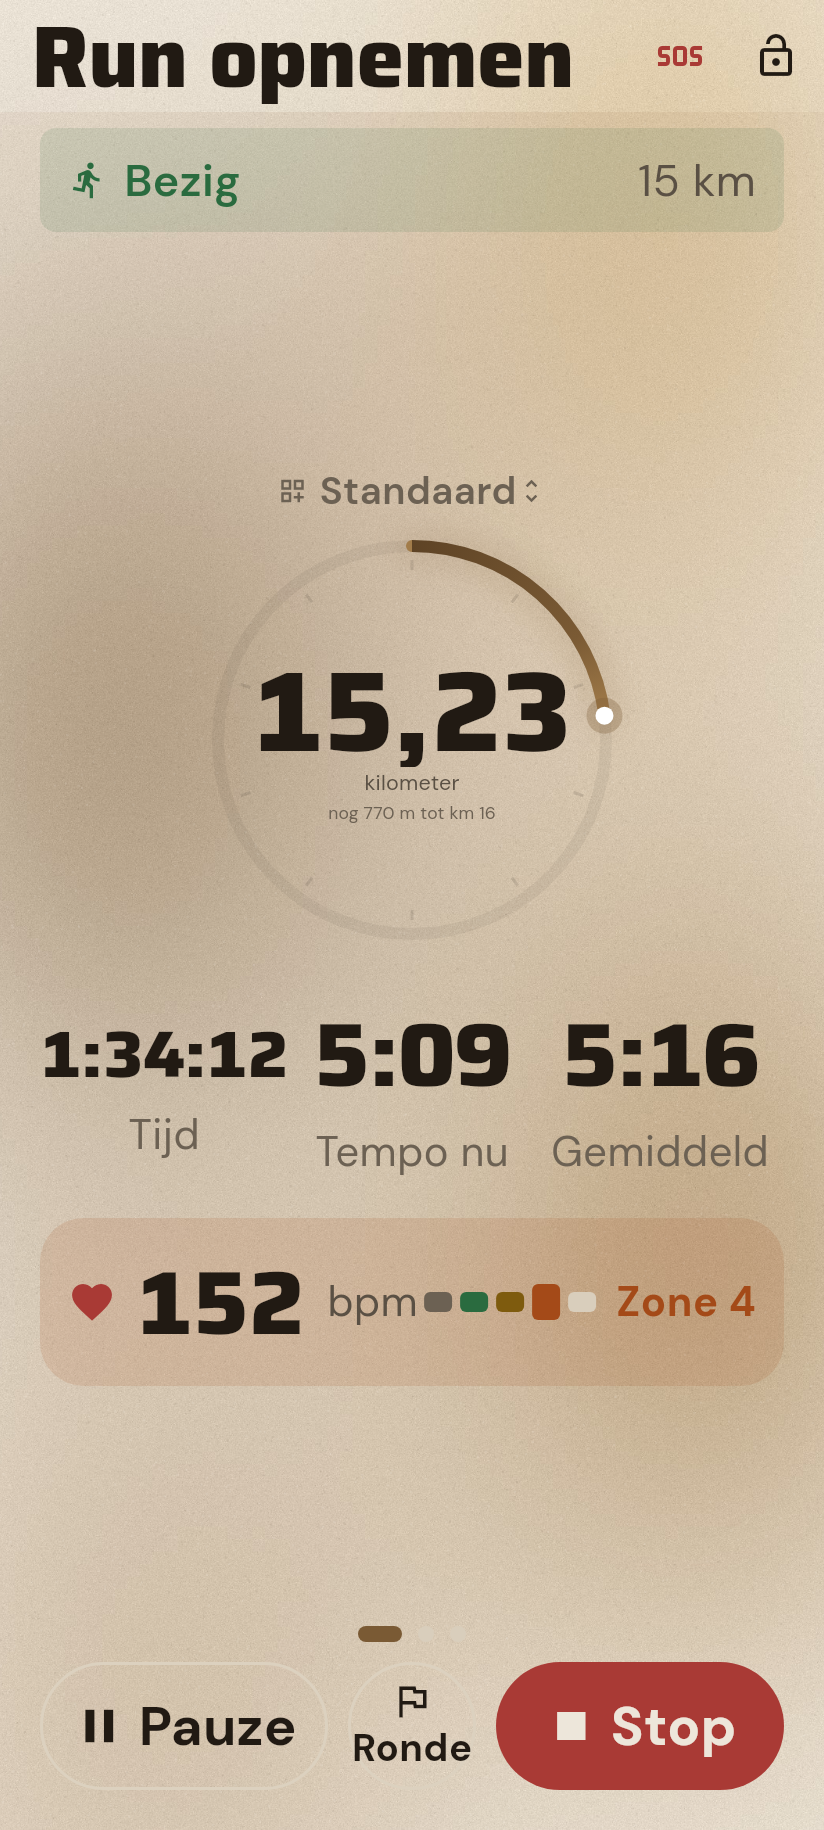 Run opnemen
SOS
Bezig
15 km
Standaard
15,23
kilometer
nog 770 m tot km 16
1:34:12 5:09 5:16
Tijd Tempo nu Gemiddeld
152 bpm Zone 4
Pauze
Ronde
Stop